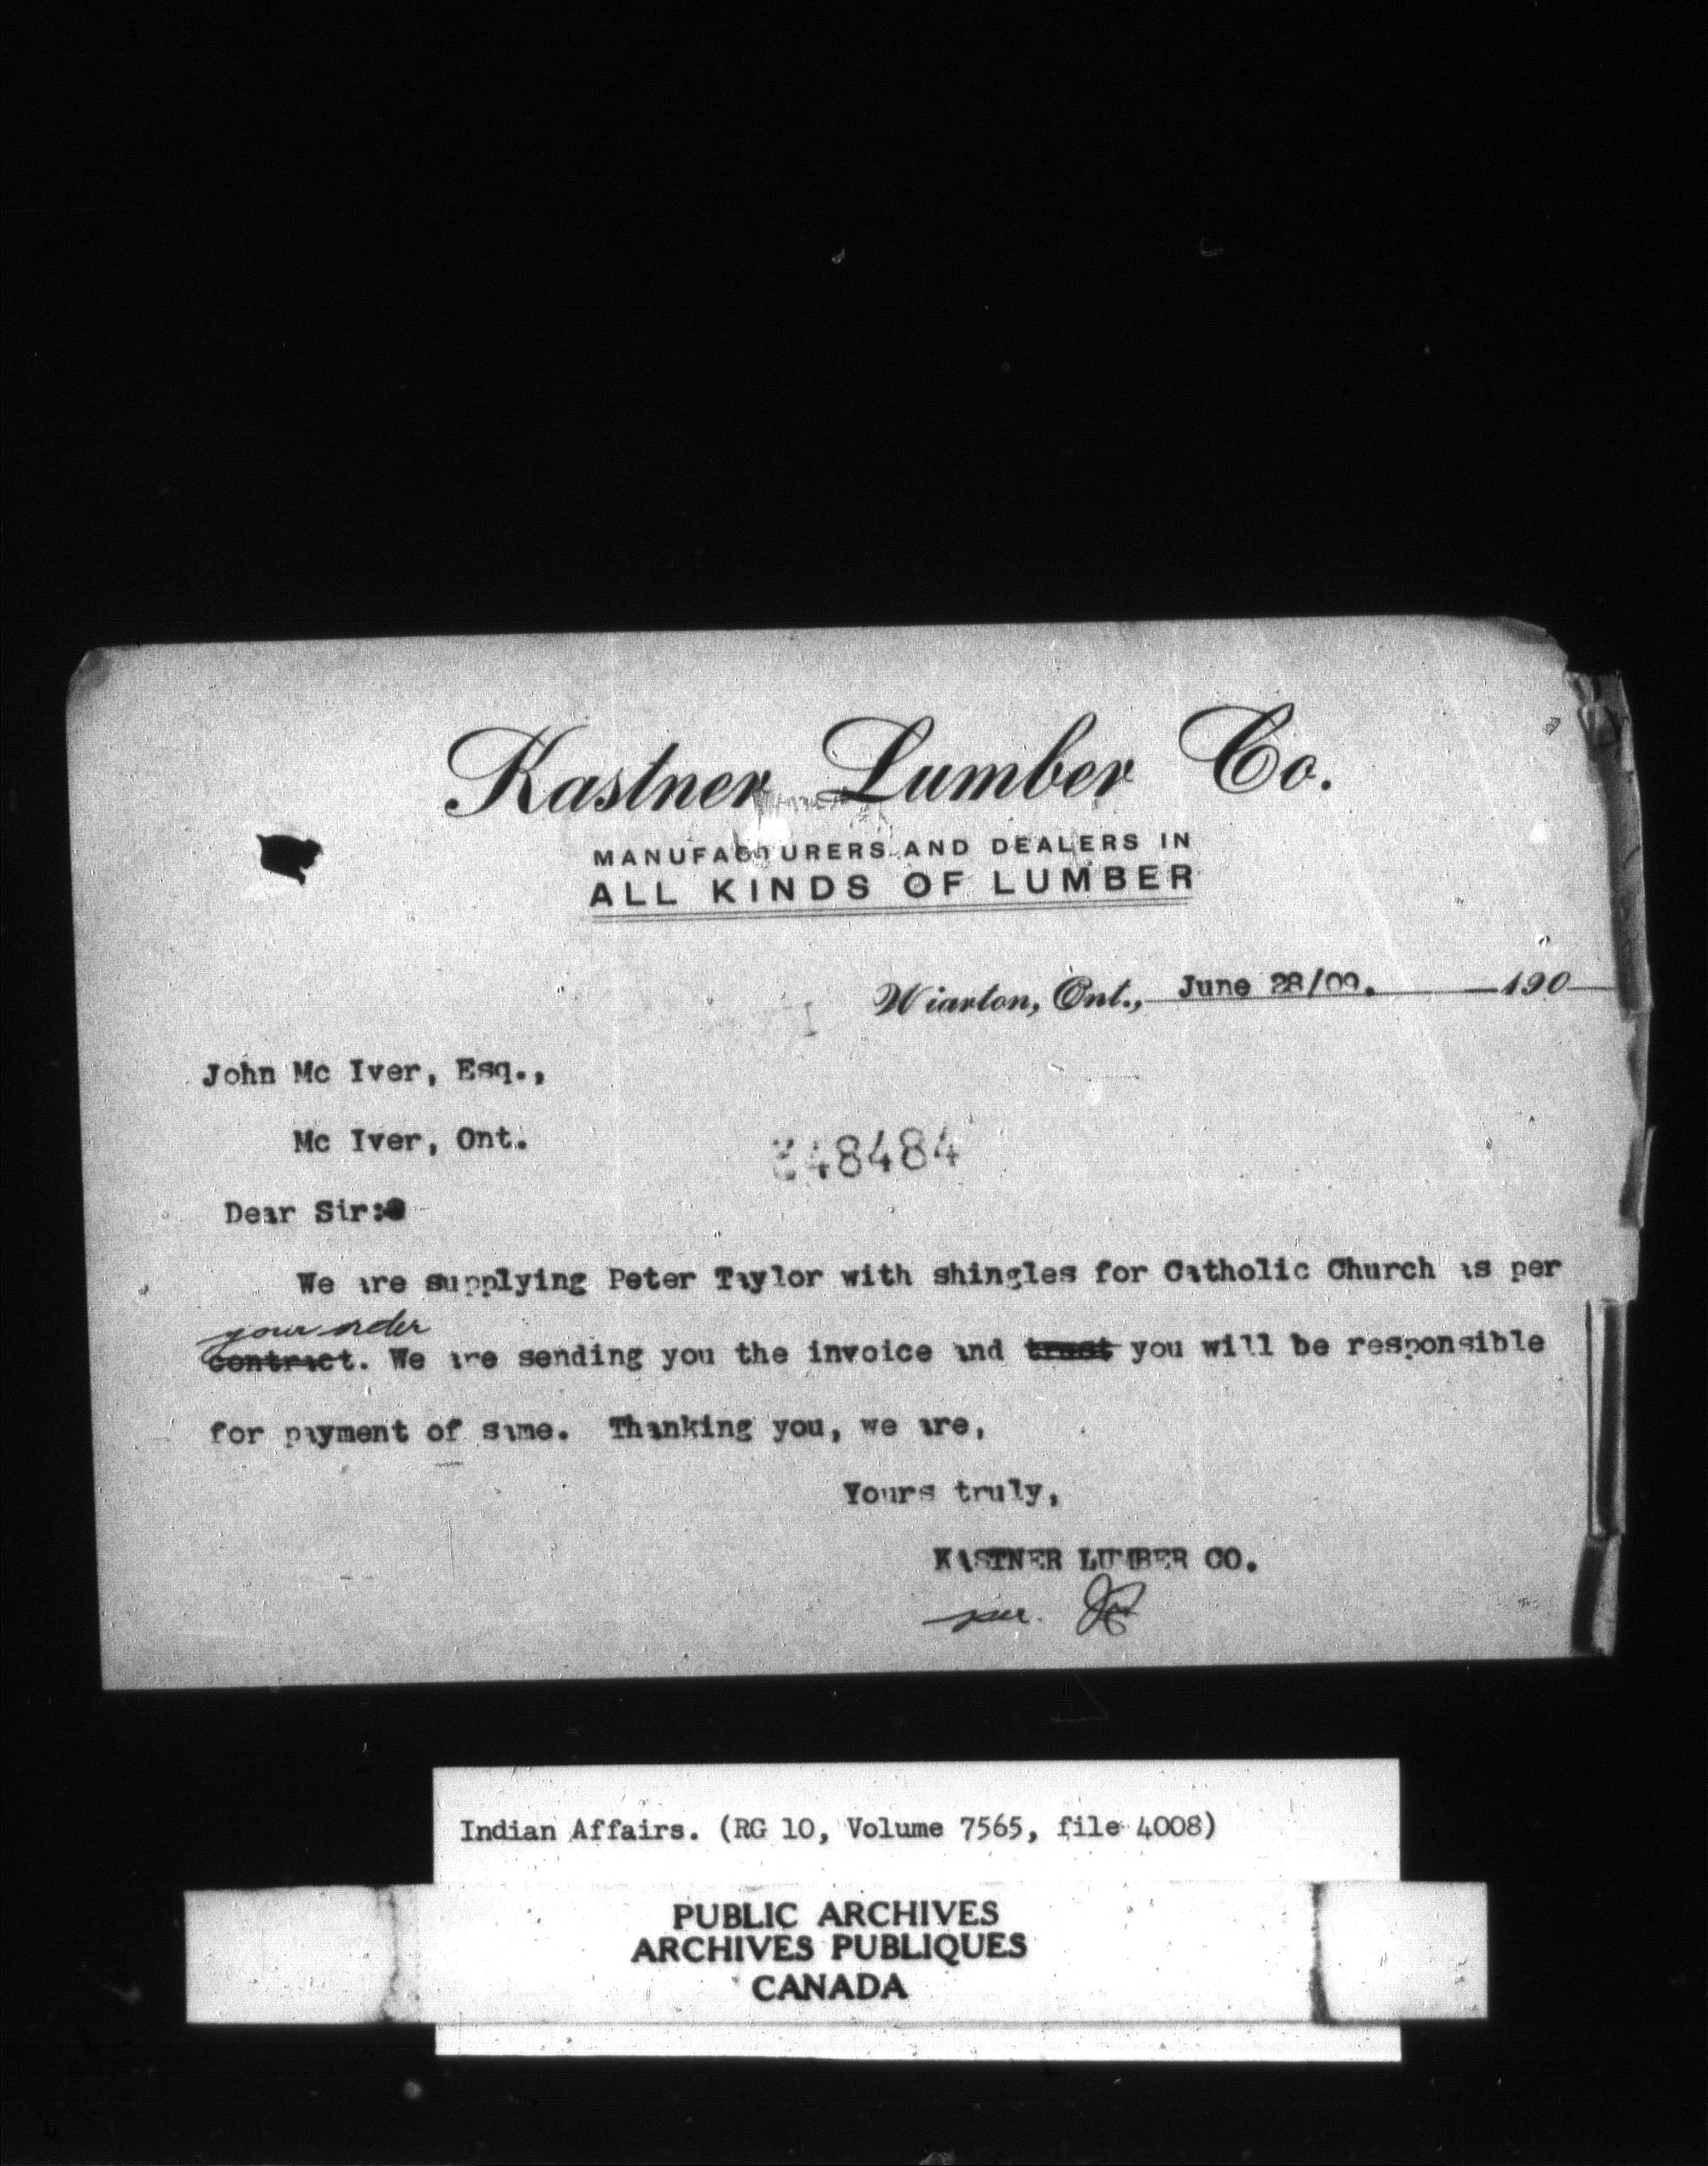 Kastner Lumber Co.
MANUFACTURERS AND DEALERS IN
ALL KINDS OF LUMBER
Wiarton, Ont., June 28/09. 190
John Mc Iver, Esq.,
Mc Iver, Ont.
348484
Dear Sir:
We are supplying Peter Taylor with shingles for Catholic Church as per
your order
contract. We are sending you the invoice and trust you will be responsible
for payment of same. Thanking you, we are,
Yours truly,
KASTNER LUMBER CO.
per.
Indian Affairs. (RG 10, Volume 7565, file 4008)
PUBLIC ARCHIVES
ARCHIVES PUBLIQUES
CANADA